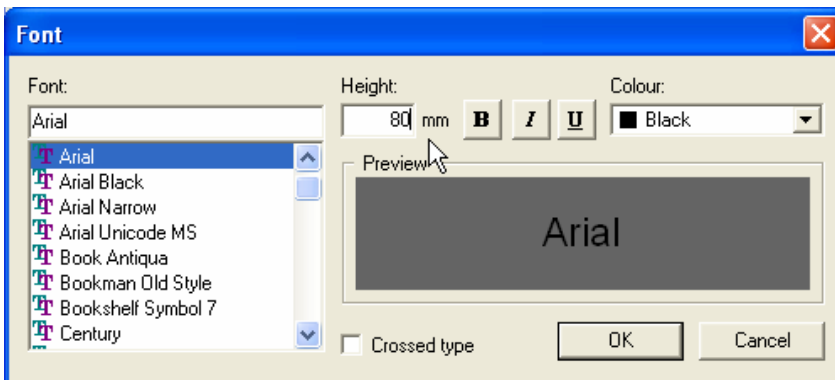 Font
Font:
Height:
Colour:
Arial
80 mm B I U
Black
Arial
Arial Black
Arial Narrow
Arial Unicode MS
Book Antiqua
Bookman Old Style
Bookshelf Symbol 7
Century
Preview
Arial
Crossed type
OK
Cancel